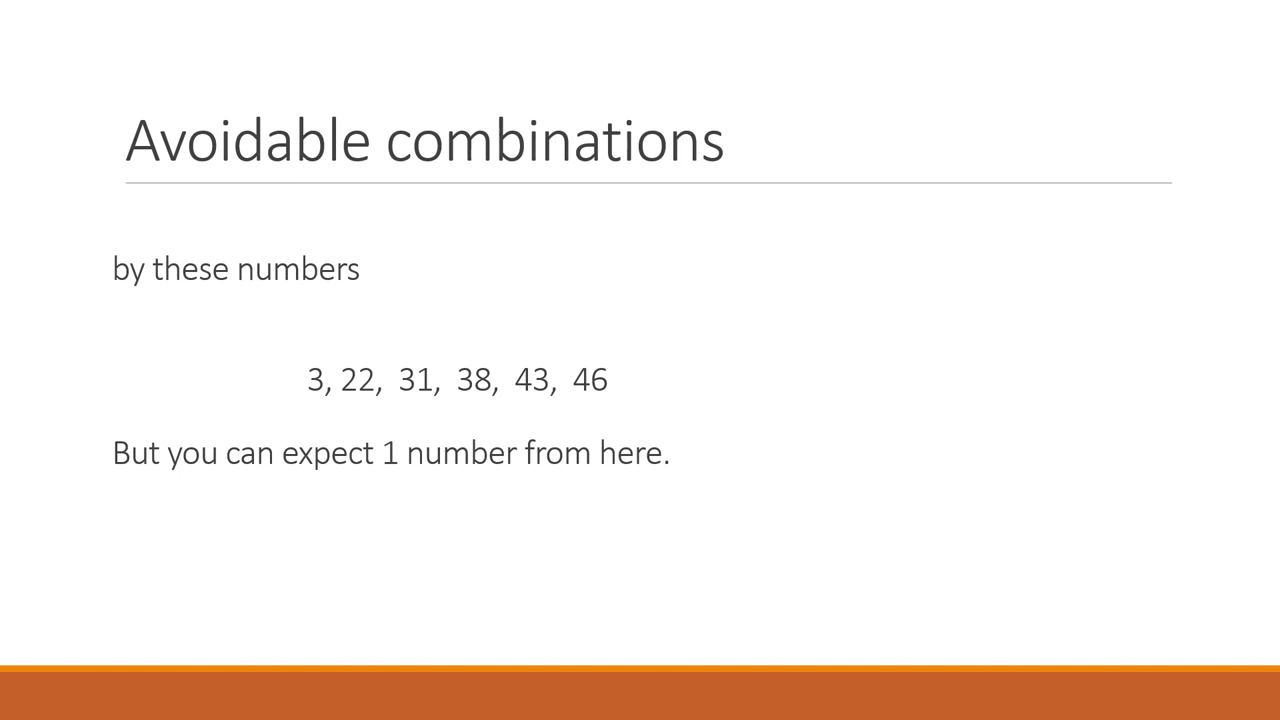 Avoidable combinations
by these numbers
3, 22, 31, 38, 43, 46
But you can expect 1 number from here.